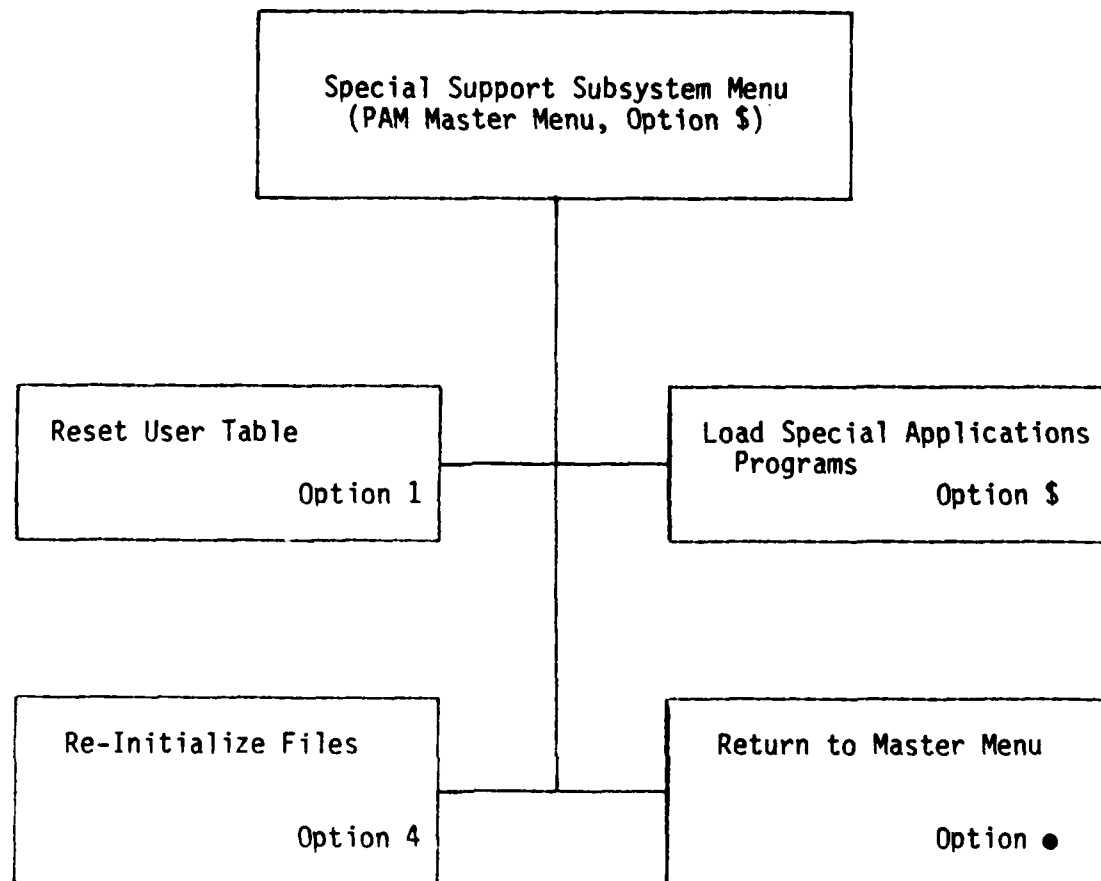 Special Support Subsystem Menu
(PAM Master Menu, Option $)
Reset User Table
Option 1
Load Special Applications
Programs
Option $
Re-Initialize Files
Option 4
Return to Master Menu
Option ●